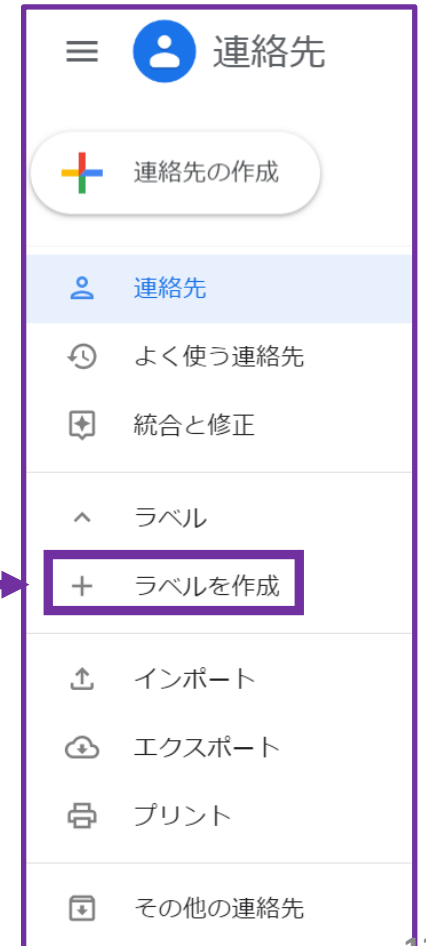 連絡先
連絡先の作成
連絡先
よく使う連絡先
統合と修正
ラベル
ラベルを作成
インポート
エクスポート
プリント
その他の連絡先